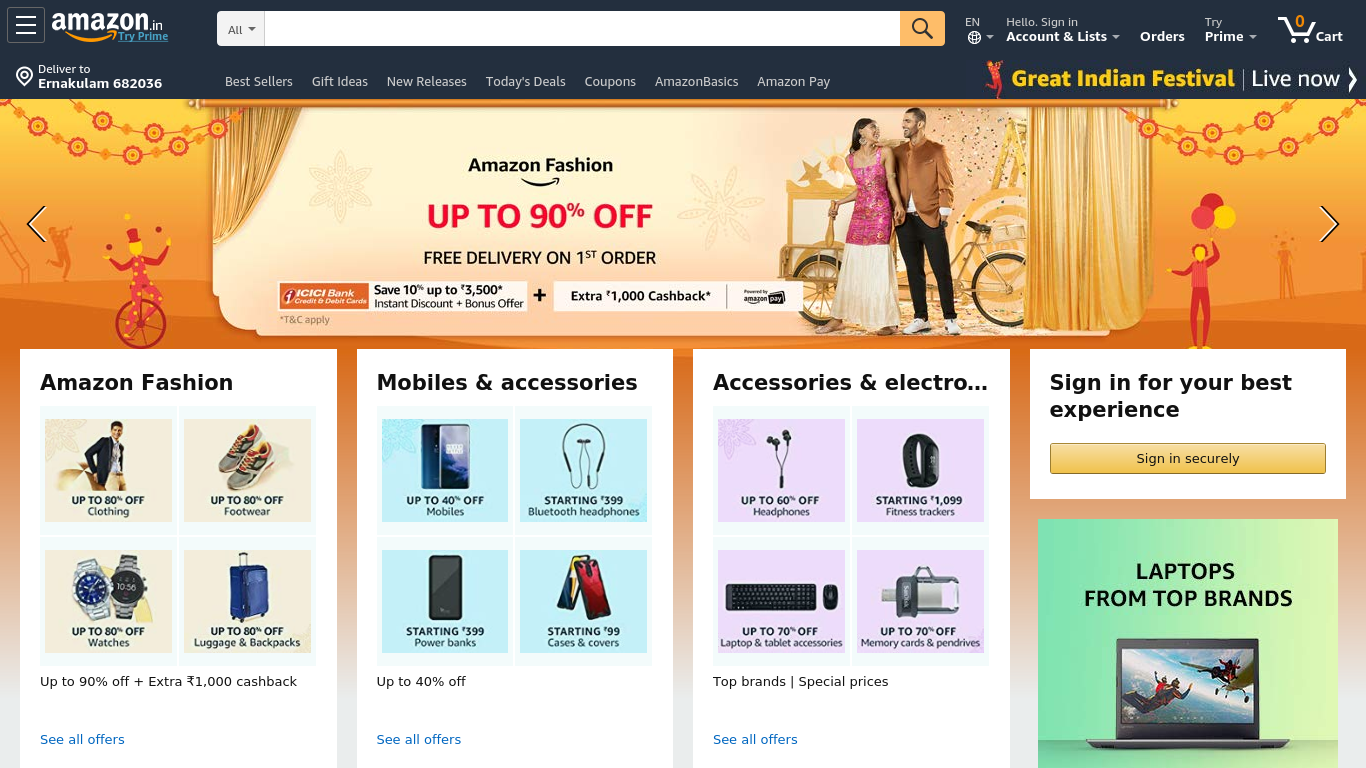 amazon.in
Try Prime
All
EN
Hello. Sign in
Account & Lists
Orders
Try
Prime
0
Cart
Deliver to
Ernakulam 682036
Best Sellers
Gift Ideas
New Releases
Today's Deals
Coupons
AmazonBasics
Amazon Pay
Great Indian Festival | Live now
Amazon Fashion
UP TO 90% OFF
FREE DELIVERY ON 1ST ORDER
ICICI Bank
Credit & Debit Cards
Save 10% up to ₹3,500*
Instant Discount + Bonus Offer
+
Extra ₹1,000 Cashback*
Powered by
amazon pay
*T&C apply
Amazon Fashion
UP TO 80% OFF
Clothing
UP TO 80% OFF
Footwear
UP TO 80% OFF
Watches
UP TO 80% OFF
Luggage & Backpacks
Up to 90% off + Extra ₹1,000 cashback
See all offers
Mobiles & accessories
UP TO 40% OFF
Mobiles
STARTING ₹399
Bluetooth headphones
STARTING ₹399
Power banks
STARTING ₹99
Cases & covers
Up to 40% off
See all offers
Accessories & electro...
UP TO 60% OFF
Headphones
STARTING ₹1,099
Fitness trackers
UP TO 70% OFF
Laptop & tablet accessories
UP TO 70% OFF
Memory cards & pendrives
Top brands | Special prices
See all offers
Sign in for your best
experience
Sign in securely
LAPTOPS
FROM TOP BRANDS